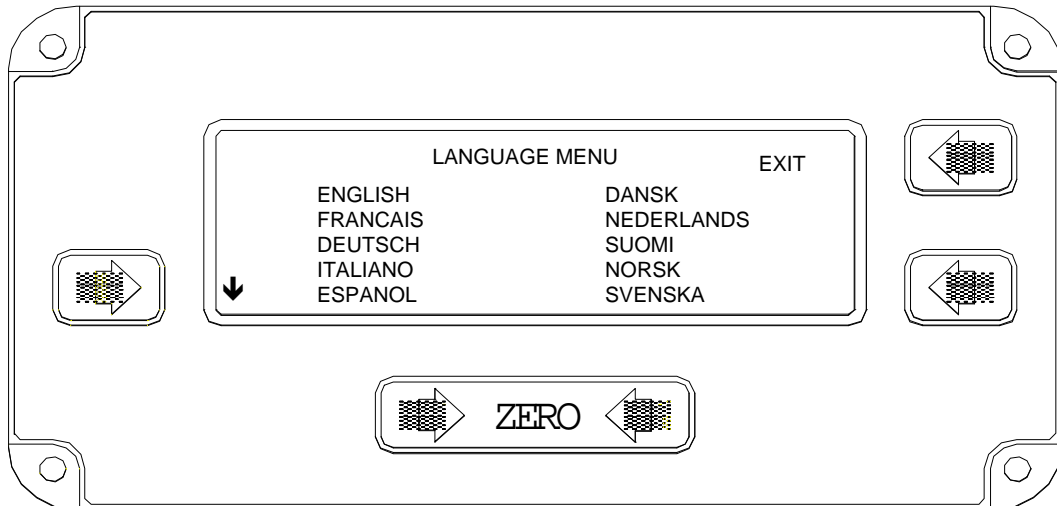 LANGUAGE MENU
EXIT
ENGLISH DANSK
FRANCAIS NEDERLANDS
DEUTSCH SUOMI
ITALIANO NORSK
ESPANOL SVENSKA
ZERO